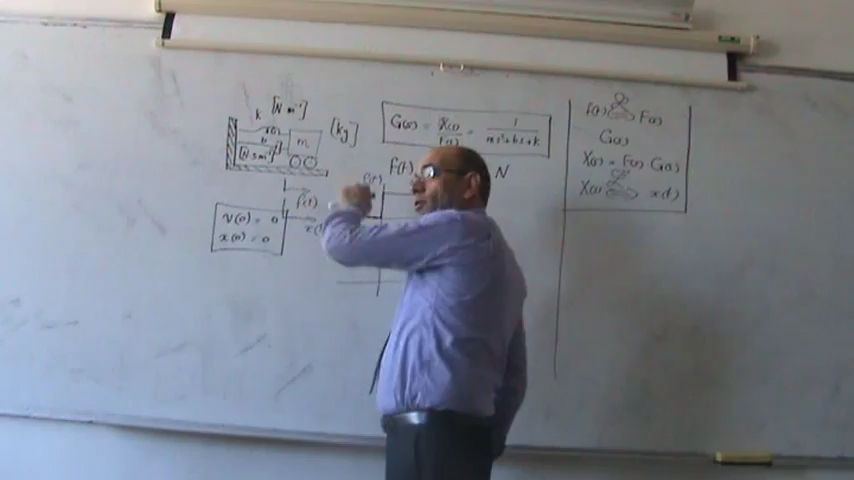 k [N m⁻¹]
m [kg]
b
[N s m⁻¹]
f(t)
v(0) = 0
x(0) = 0
G(s) = X(s)/F(s) = 1/(ms²+bs+k)
f(t) N
f(t)
f(t) F(s)
G(s)
X(s) = F(s) G(s)
X(s) x(t)